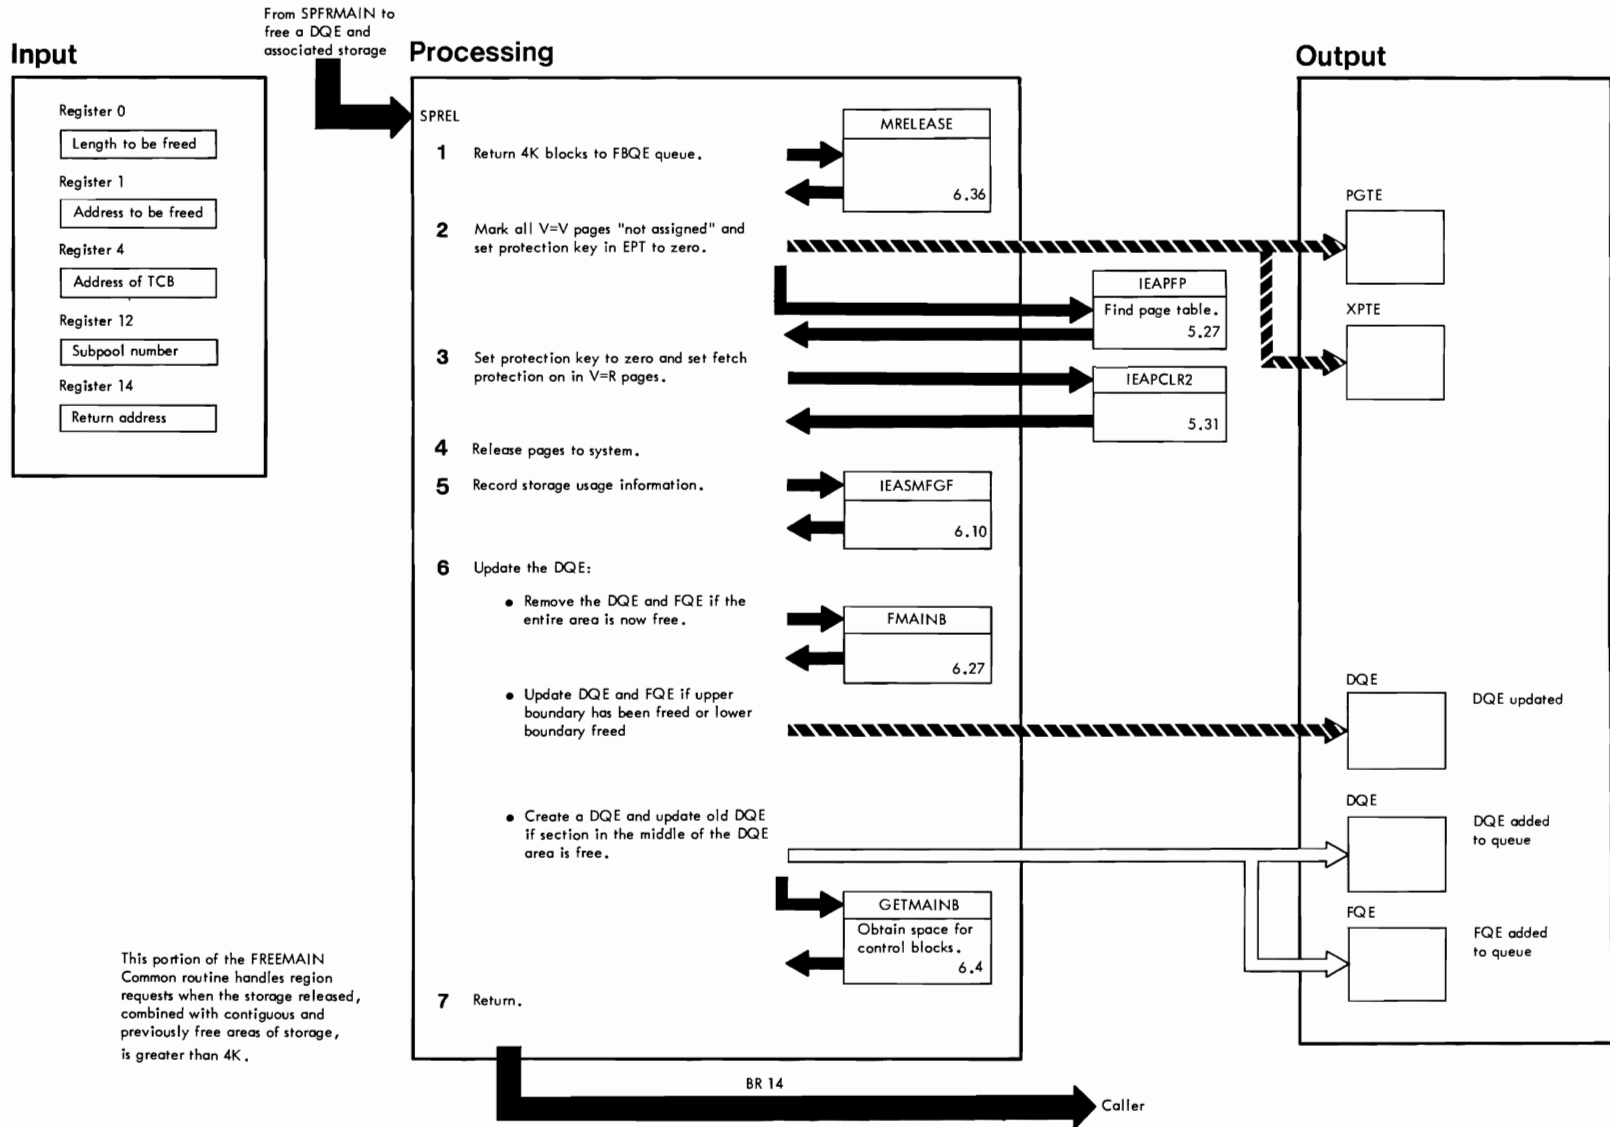 From SPFRMAIN to
free a DQE and
associated storage
Input
Processing
Output
Register 0
Length to be freed
Register 1
Address to be freed
Register 4
Address of TCB
Register 12
Subpool number
Register 14
Return address
SPREL
1 Return 4K blocks to FBQE queue.
MRELEASE
6.36
2 Mark all V=V pages "not assigned" and
set protection key in EPT to zero.
PGTE
XPTE
IEAPFP
Find page table.
5.27
3 Set protection key to zero and set fetch
protection on in V=R pages.
IEAPCLR2
5.31
4 Release pages to system.
5 Record storage usage information.
IEASMFGF
6.10
6 Update the DQE:
• Remove the DQE and FQE if the
entire area is now free.
FMAINB
6.27
• Update DQE and FQE if upper
boundary has been freed or lower
boundary freed
DQE
DQE updated
• Create a DQE and update old DQE
if section in the middle of the DQE
area is free.
DQE
DQE added
to queue
GETMAINB
Obtain space for
control blocks.
6.4
FQE
FQE added
to queue
7 Return.
This portion of the FREEMAIN
Common routine handles region
requests when the storage released,
combined with contiguous and
previously free areas of storage,
is greater than 4K.
BR 14
Caller